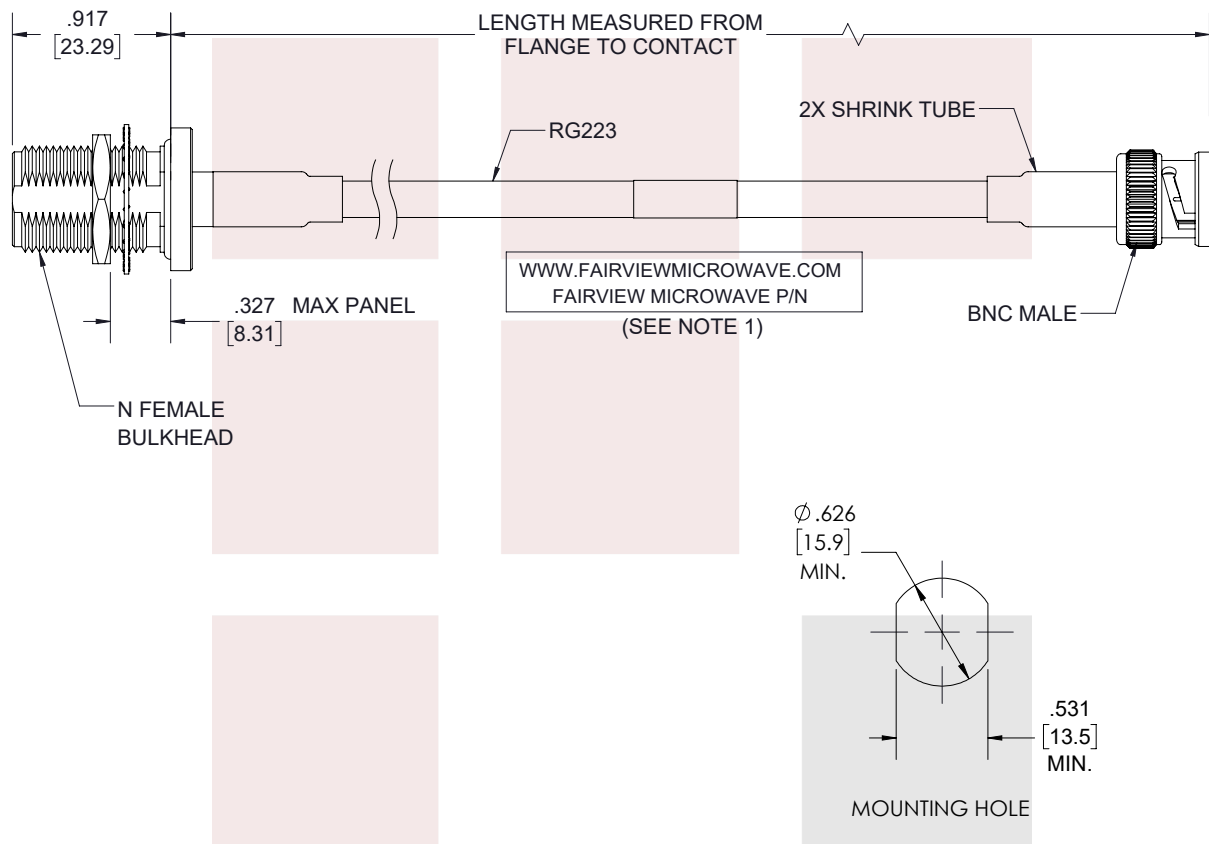 .917
[23.29]
LENGTH MEASURED FROM
FLANGE TO CONTACT
2X SHRINK TUBE
RG223
WWW.FAIRVIEWMICROWAVE.COM
FAIRVIEW MICROWAVE P/N
(SEE NOTE 1)
BNC MALE
.327 MAX PANEL
[8.31]
N FEMALE
BULKHEAD
∅ .626
[15.9]
MIN.
.531
[13.5]
MIN.
MOUNTING HOLE